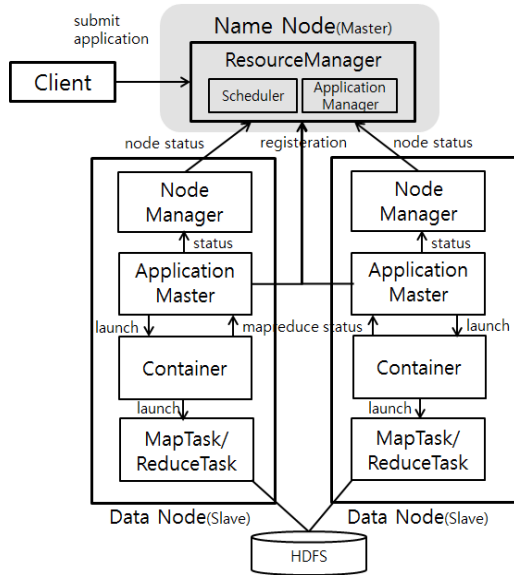 submit
application
Name Node(Master)
ResourceManager
Client
Scheduler
Application
Manager
node status
registeration
node status
Node
Manager
Node
Manager
status
status
Application
Master
Application
Master
launch
mapreduce status
launch
Container
Container
launch
launch
MapTask/
ReduceTask
MapTask/
ReduceTask
Data Node(Slave)
Data Node(Slave)
HDFS